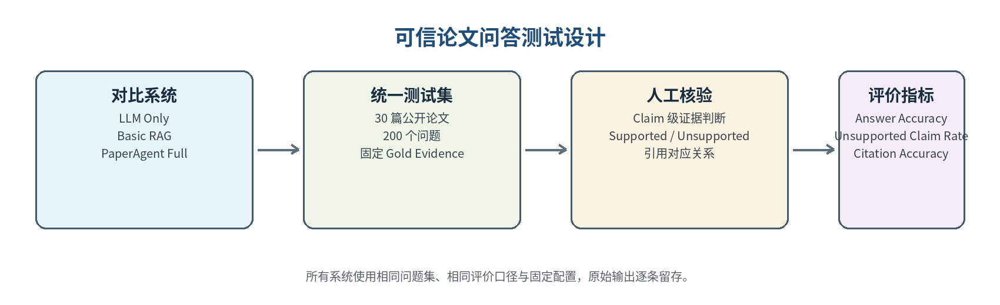 可信论文问答测试设计
对比系统
LLM Only
Basic RAG
PaperAgent Full
统一测试集
30 篇公开论文
200 个问题
固定 Gold Evidence
人工核验
Claim 级证据判断
Supported / Unsupported
引用对应关系
评价指标
Answer Accuracy
Unsupported Claim Rate
Citation Accuracy
所有系统使用相同问题集、相同评价口径与固定配置，原始输出逐条留存。